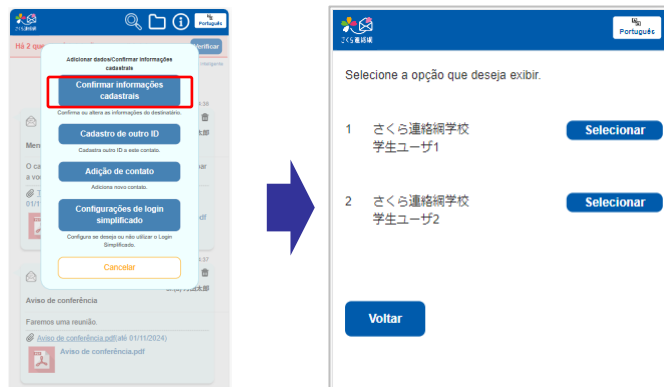 さくら連絡網
Português
Há 2 que
Verificar
Adicionar dados/Confirmar informações
cadastrais
Confirmar informações
cadastrais
Confirma ou altera as informações do destinatário.
Cadastro de outro ID
Cadastra outro ID a este contato.
Adição de contato
Adiciona novo contato.
Configurações de login
simplificado
Configura se deseja ou não utilizar o Login
Simplificado.
Cancelar
Aviso de conferência
Faremos uma reunião.
Aviso de conferência.pdf(até 01/11/2024)
Aviso de conferência.pdf
さくら連絡網
Português
Selecione a opção que deseja exibir.
1 さくら連絡網学校 Selecionar
学生ユーザ1
2 さくら連絡網学校 Selecionar
学生ユーザ2
Voltar